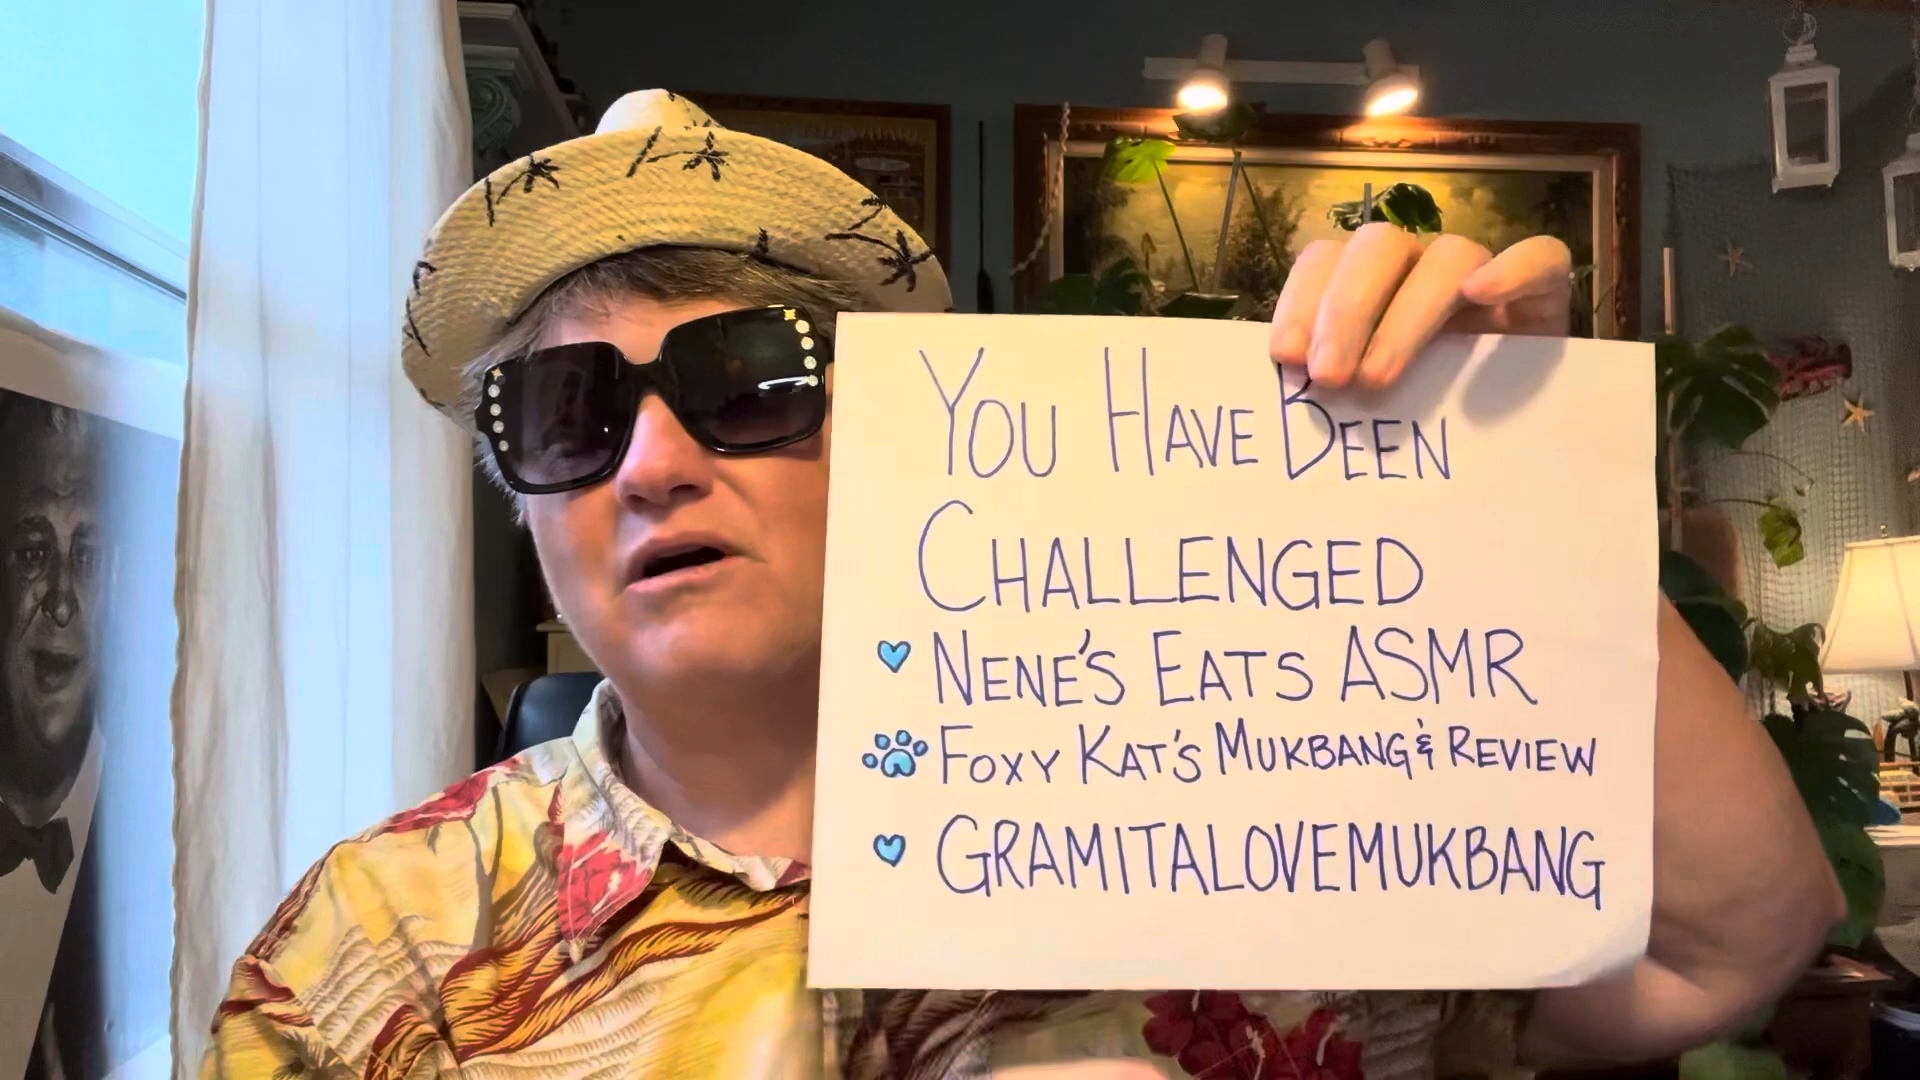 You Have Been
Challenged
Nene's Eats ASMR
Foxy Kat's Mukbang & Review
GRAMITALOVEMUKBANG